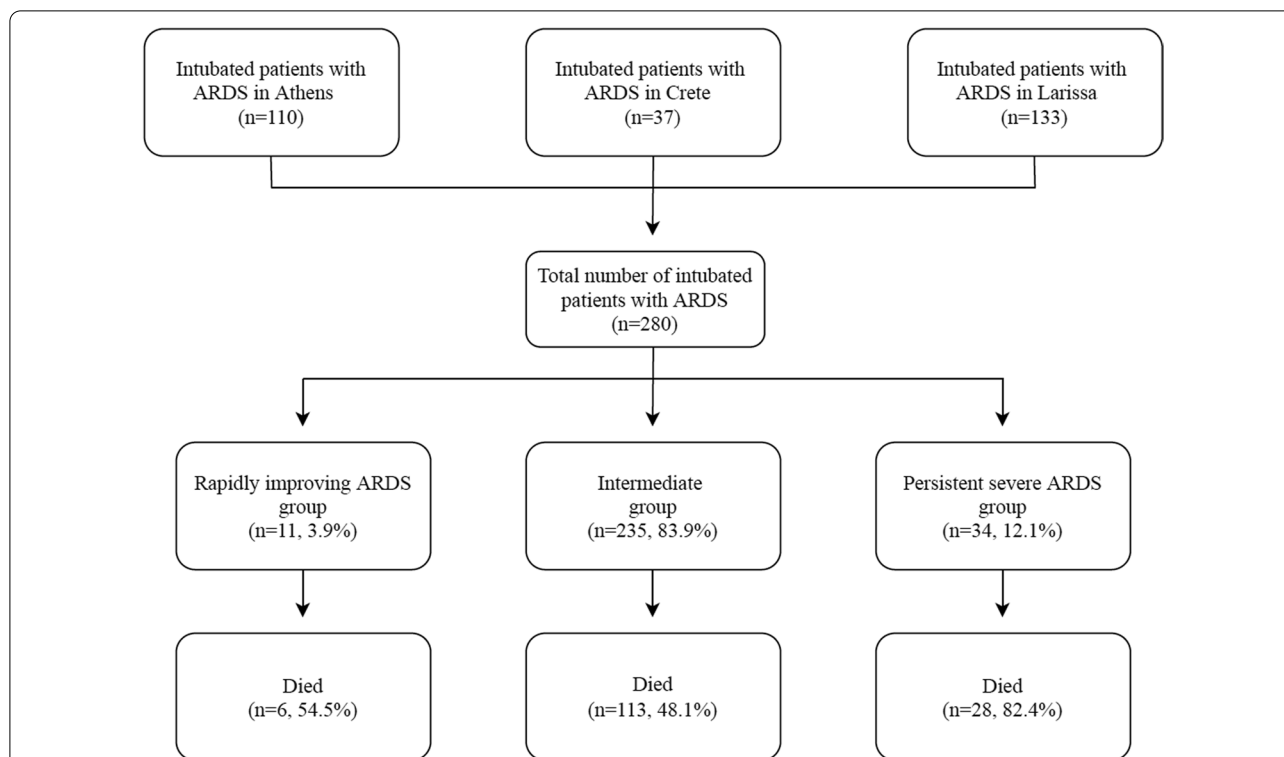 Intubated patients with
ARDS in Athens
(n=110)
Intubated patients with
ARDS in Crete
(n=37)
Intubated patients with
ARDS in Larissa
(n=133)
Total number of intubated
patients with ARDS
(n=280)
Rapidly improving ARDS
group
(n=11, 3.9%)
Intermediate
group
(n=235, 83.9%)
Persistent severe ARDS
group
(n=34, 12.1%)
Died
(n=6, 54.5%)
Died
(n=113, 48.1%)
Died
(n=28, 82.4%)